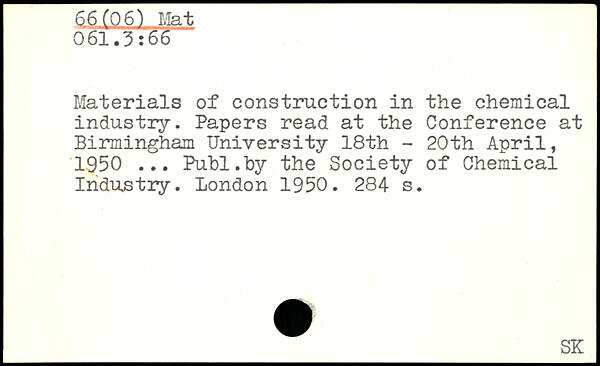 66(06) Mat
061.3:66
Materials of construction in the chemical
industry. Papers read at the Conference at
Birmingham University 18th - 20th April,
1950 ... Publ.by the Society of Chemical
Industry. London 1950. 284 s.
SK